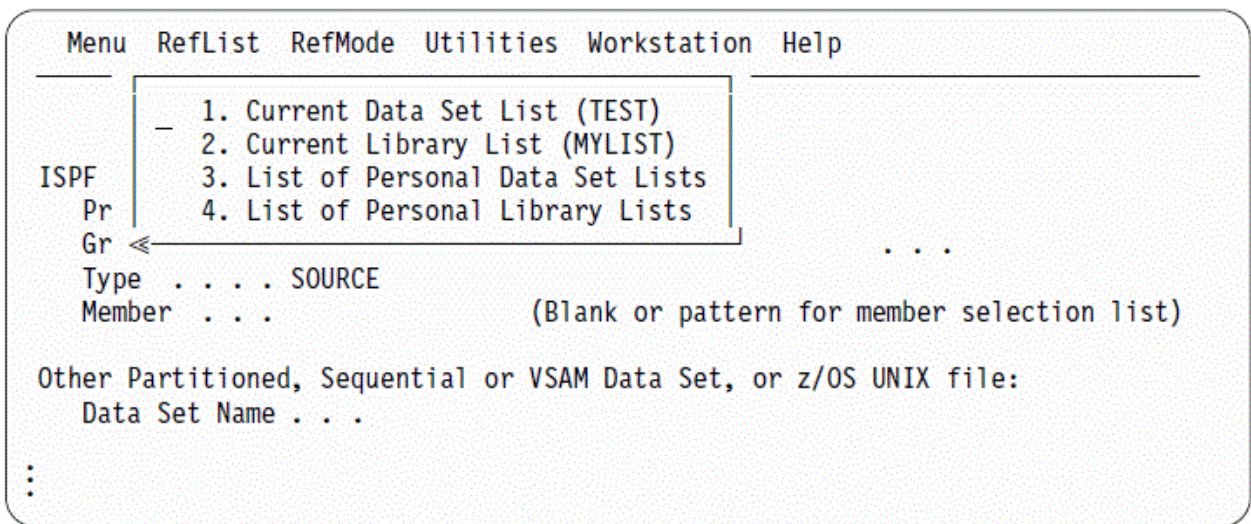 Menu RefList RefMode Utilities Workstation Help
_ 1. Current Data Set List (TEST)
2. Current Library List (MYLIST)
ISPF 3. List of Personal Data Set Lists
Pr 4. List of Personal Library Lists
Gr . . .
Type . . . . SOURCE
Member . . . (Blank or pattern for member selection list)
Other Partitioned, Sequential or VSAM Data Set, or z/OS UNIX file:
Data Set Name . . .